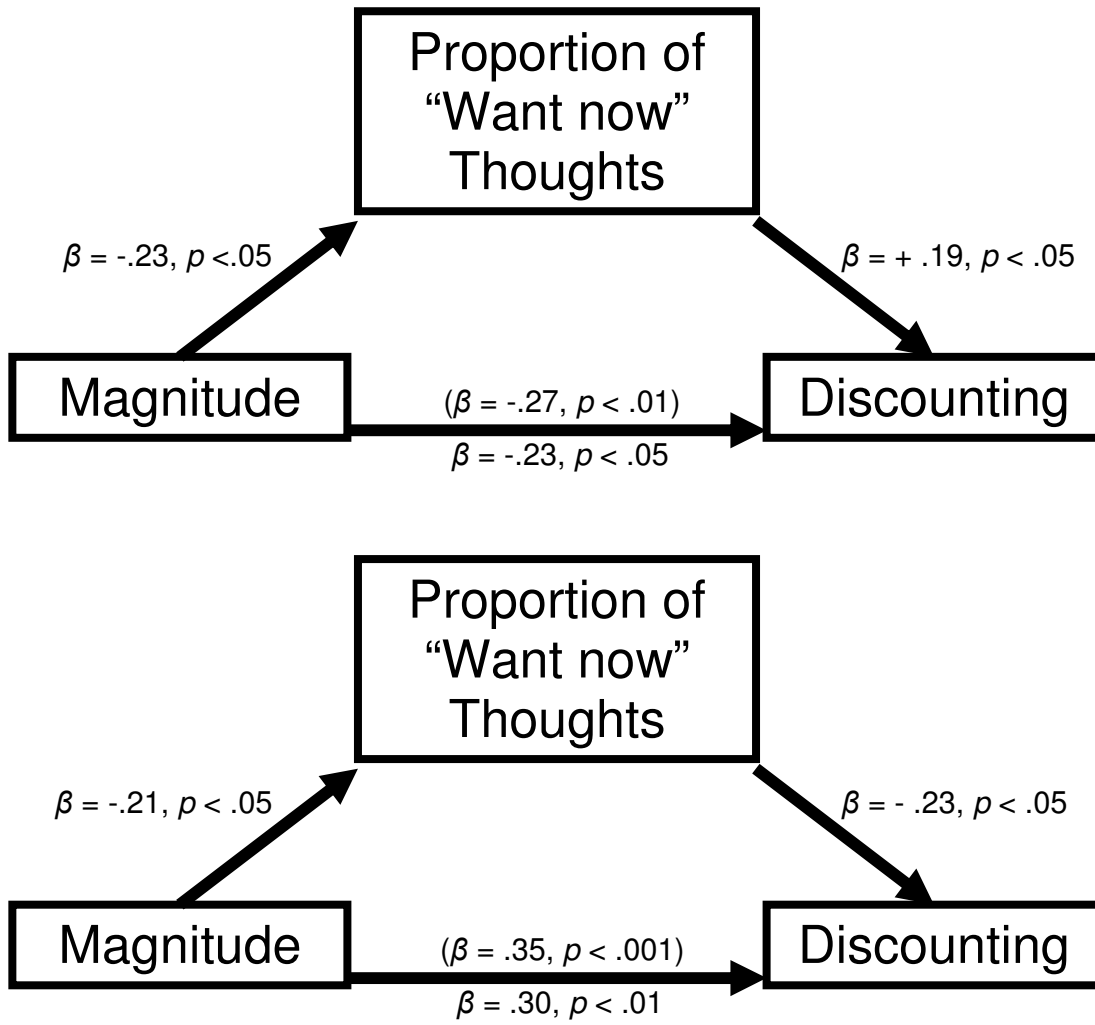 Proportion of
“Want now”
Thoughts
β = -.23, p <.05
β = + .19, p < .05
Magnitude
(β = -.27, p < .01)
β = -.23, p < .05
Discounting
Proportion of
“Want now”
Thoughts
β = -.21, p < .05
β = - .23, p < .05
Magnitude
(β = .35, p < .001)
β = .30, p < .01
Discounting